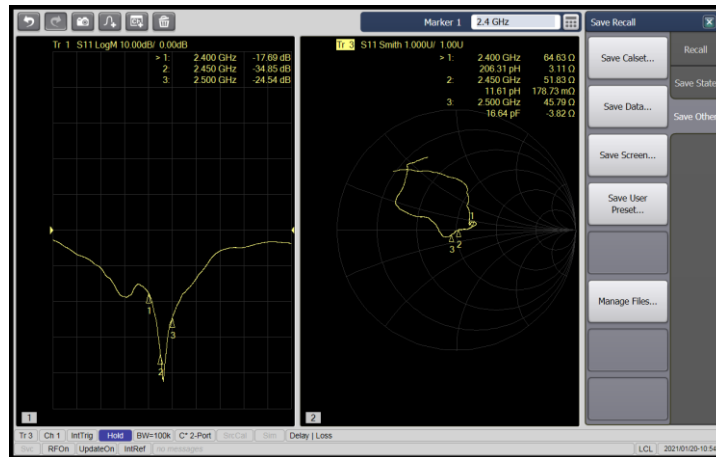 Marker 1 2.4 GHz
Save Recall
X
Tr 1 S11 LogM 10.00dB/ 0.00dB
> 1: 2.400 GHz -17.69 dB
2: 2.450 GHz -34.85 dB
3: 2.500 GHz -24.54 dB
1
2
3
1
Tr 3 S11 Smith 1.000U/ 1.00U
> 1: 2.400 GHz 64.63 Ω
206.31 pH 3.11 Ω
2: 2.450 GHz 51.83 Ω
11.61 pH 178.73 mΩ
3: 2.500 GHz 45.79 Ω
16.64 pF -3.82 Ω
1
2
3
2
Save Calset...
Save Data...
Save Screen...
Save User
Preset...
Manage Files...
Recall
Save State
Save Other
Tr 3 Ch 1 IntTrig Hold BW=100k C* 2-Port SrcCal Sim Delay Loss
Svc RFOn UpdateOn IntRef no messages LCL 2021/01/20-10:54